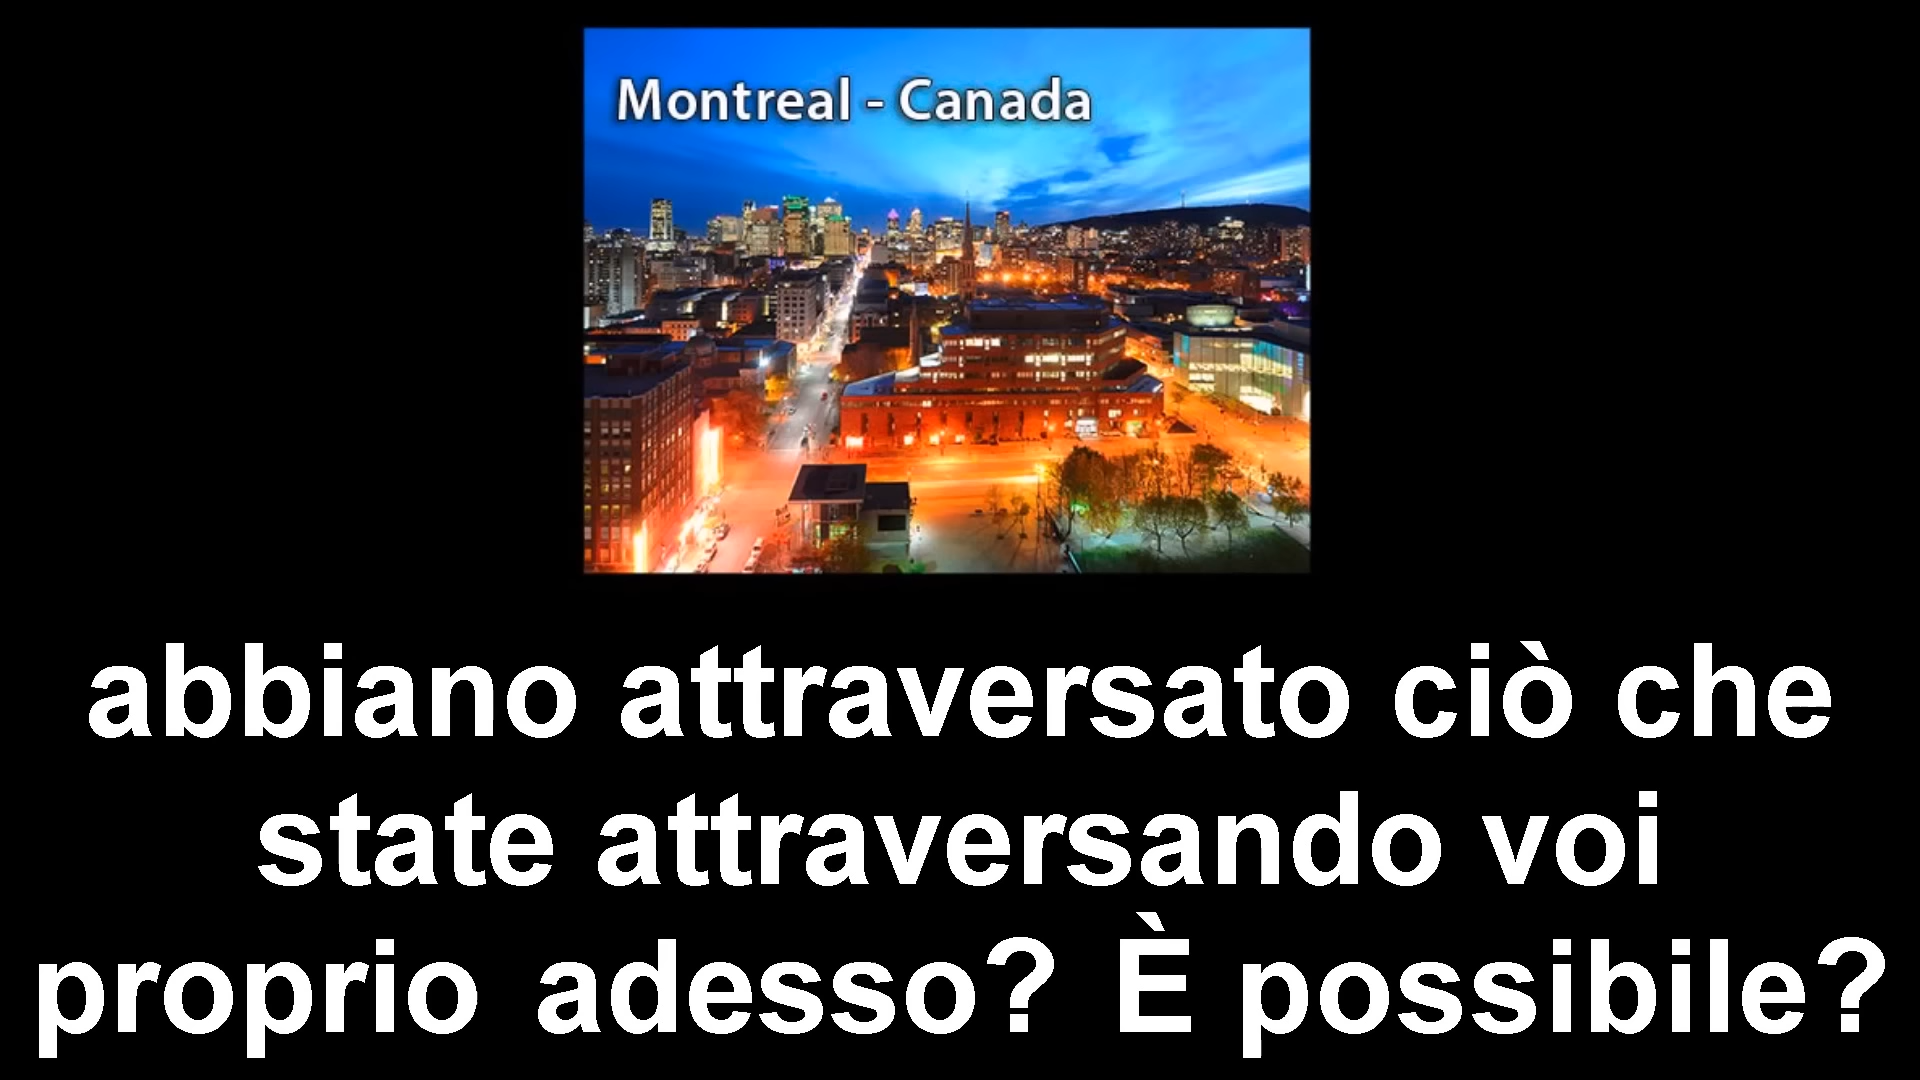 Montreal - Canada
abbiano attraversato ciò che
state attraversando voi
proprio adesso? È possibile?